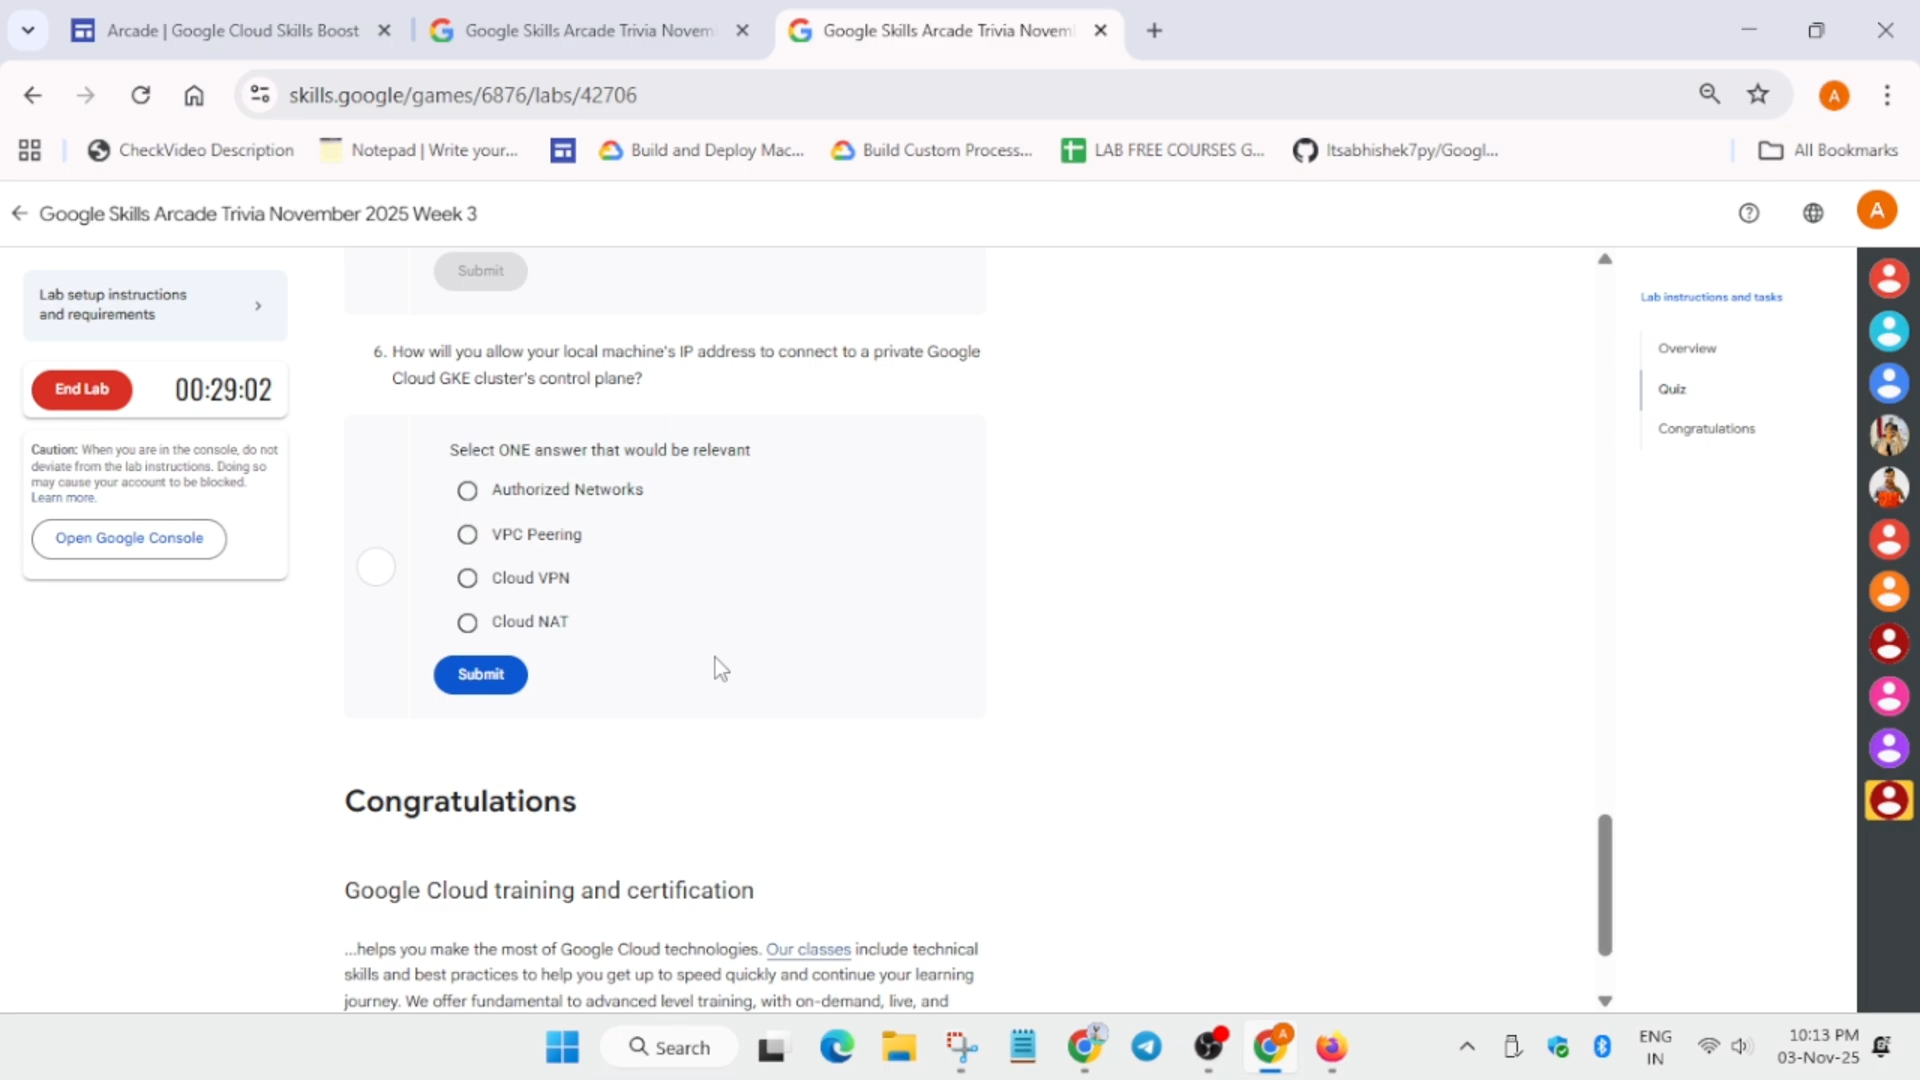 Arcade | Google Cloud Skills Boost
Google Skills Arcade Trivia Novem
Google Skills Arcade Trivia Novem
skills.google/games/6876/labs/42706
A
CheckVideo Description
Notepad | Write your...
Build and Deploy Mac...
Build Custom Process...
LAB FREE COURSES G...
Itsabhishek7py/Googl...
All Bookmarks
Google Skills Arcade Trivia November 2025 Week 3
A
Lab setup instructions
and requirements
End Lab
00:29:02
Caution: When you are in the console, do not
deviate from the lab instructions. Doing so
may cause your account to be blocked.
Learn more.
Open Google Console
Submit
6. How will you allow your local machine's IP address to connect to a private Google
Cloud GKE cluster's control plane?
Select ONE answer that would be relevant
Authorized Networks
VPC Peering
Cloud VPN
Cloud NAT
Submit
Congratulations
Google Cloud training and certification
...helps you make the most of Google Cloud technologies. Our classes include technical
skills and best practices to help you get up to speed quickly and continue your learning
journey. We offer fundamental to advanced level training, with on-demand, live, and
Lab instructions and tasks
Overview
Quiz
Congratulations
Search
A
ENG
IN
10:13 PM
03-Nov-25